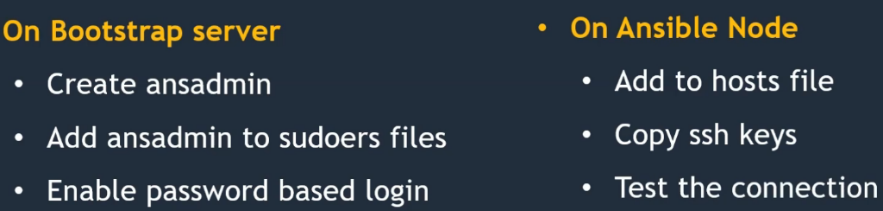 On Bootstrap server
• Create ansadmin
• Add ansadmin to sudoers files
• Enable password based login
• On Ansible Node
• Add to hosts file
• Copy ssh keys
• Test the connection